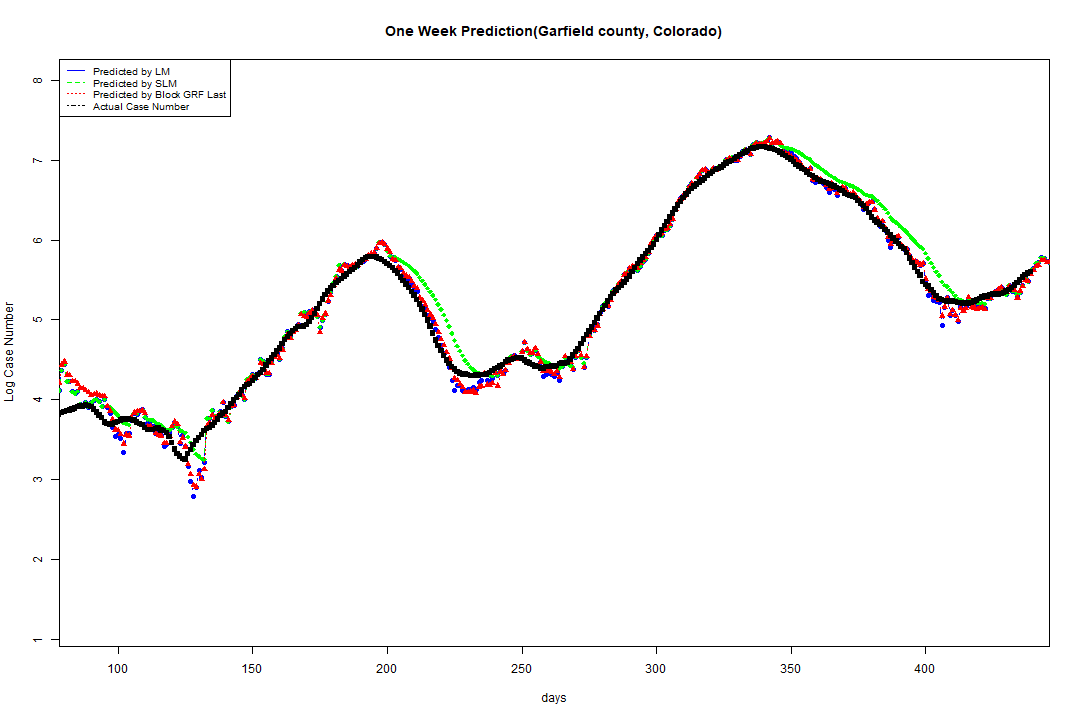 One Week Prediction(Garfield county, Colorado)
Predicted by LM
Predicted by SLM
Predicted by Block GRF Last
Actual Case Number
8
7
6
5
4
3
2
1
Log Case Number
100 150 200 250 300 350 400
days